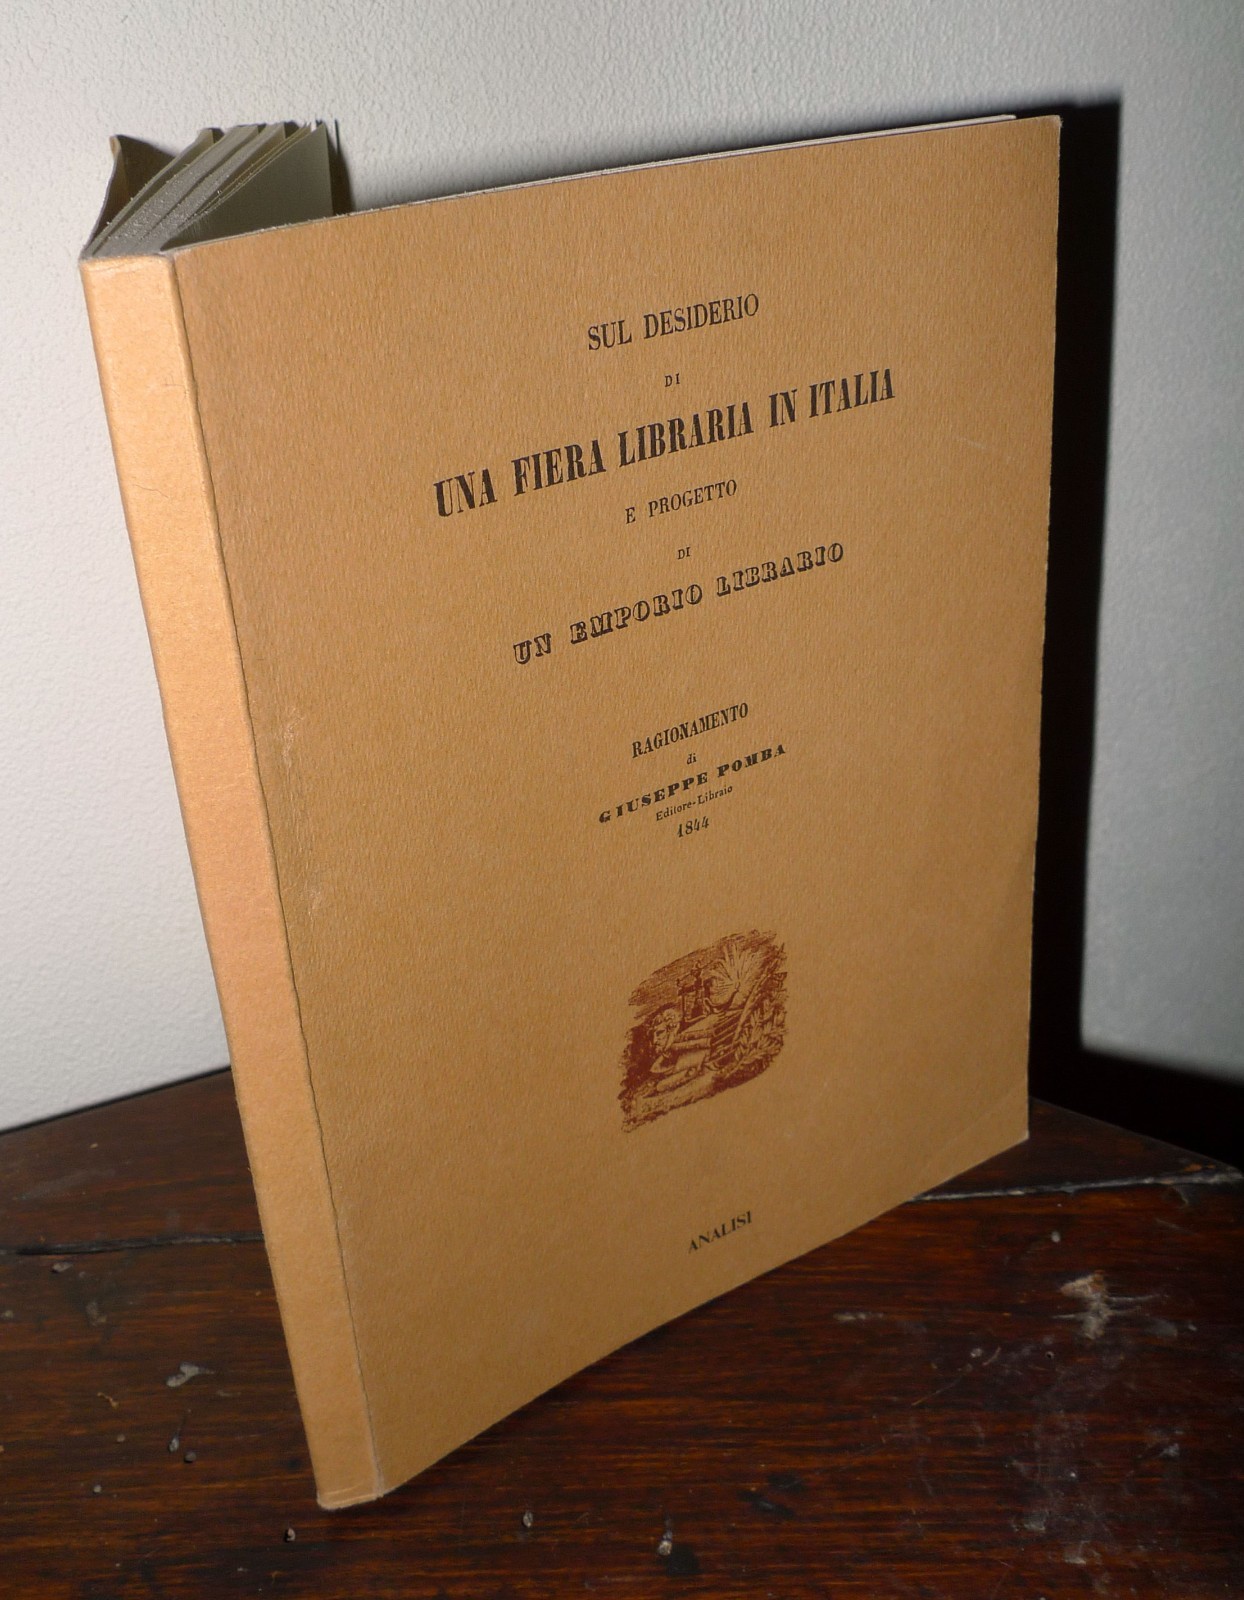 SUL DESIDERIO
DI
UNA FIERA LIBRARIA IN ITALIA
E PROGETTO
DI
UN EMPORIO LIBRARIO
RAGIONAMENTO
di
GIUSEPPE POMBA
Editore-Libraio
1844
ANALISI